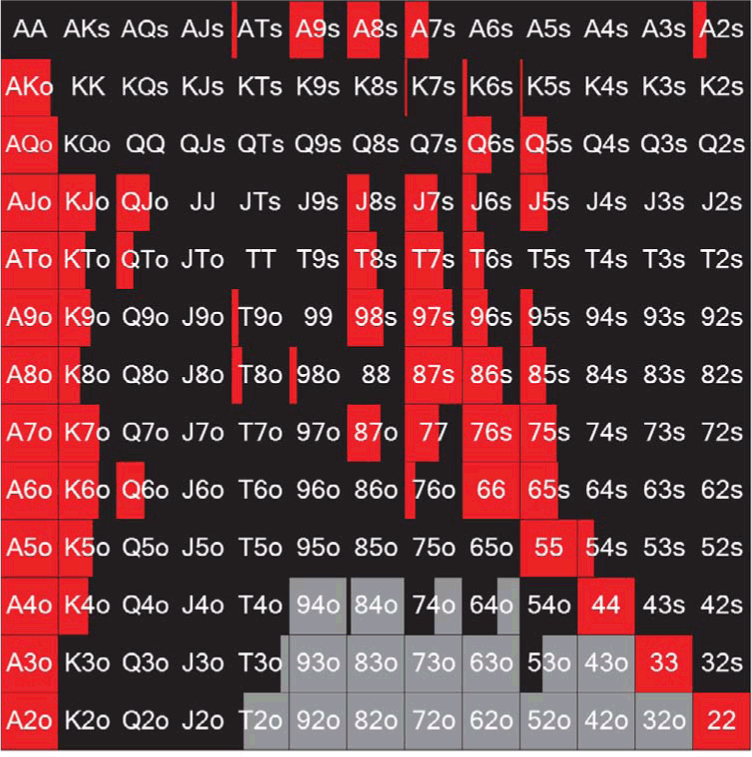 AA AKs AQs AJs ATs A9s A8s A7s A6s A5s A4s A3s A2s
AKo KK KQs KJs KTs K9s K8s K7s K6s K5s K4s K3s K2s
AQo KQo QQ QJs QTs Q9s Q8s Q7s Q6s Q5s Q4s Q3s Q2s
AJo KJo QJo JJ JTs J9s J8s J7s J6s J5s J4s J3s J2s
ATo KTo QTo JTo TT T9s T8s T7s T6s T5s T4s T3s T2s
A9o K9o Q9o J9o T9o 99 98s 97s 96s 95s 94s 93s 92s
A8o K8o Q8o J8o T8o 98o 88 87s 86s 85s 84s 83s 82s
A7o K7o Q7o J7o T7o 97o 87o 77 76s 75s 74s 73s 72s
A6o K6o Q6o J6o T6o 96o 86o 76o 66 65s 64s 63s 62s
A5o K5o Q5o J5o T5o 95o 85o 75o 65o 55 54s 53s 52s
A4o K4o Q4o J4o T4o 94o 84o 74o 64o 54o 44 43s 42s
A3o K3o Q3o J3o T3o 93o 83o 73o 63o 53o 43o 33 32s
A2o K2o Q2o J2o T2o 92o 82o 72o 62o 52o 42o 32o 22